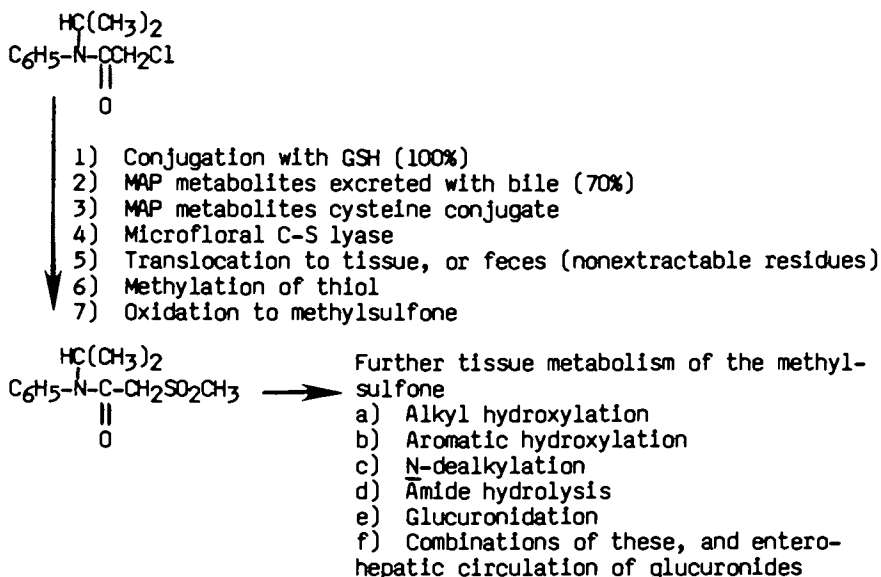 HC(CH3)2
C6H5-N-CCH2Cl
O
1) Conjugation with GSH (100%)
2) MAP metabolites excreted with bile (70%)
3) MAP metabolites cysteine conjugate
4) Microfloral C-S lyase
5) Translocation to tissue, or feces (nonextractable residues)
6) Methylation of thiol
7) Oxidation to methylsulfone
HC(CH3)2
C6H5-N-C-CH2SO2CH3
O
Further tissue metabolism of the methyl-
sulfone
a) Alkyl hydroxylation
b) Aromatic hydroxylation
c) N-dealkylation
d) Amide hydrolysis
e) Glucuronidation
f) Combinations of these, and entero-
hepatic circulation of glucuronides